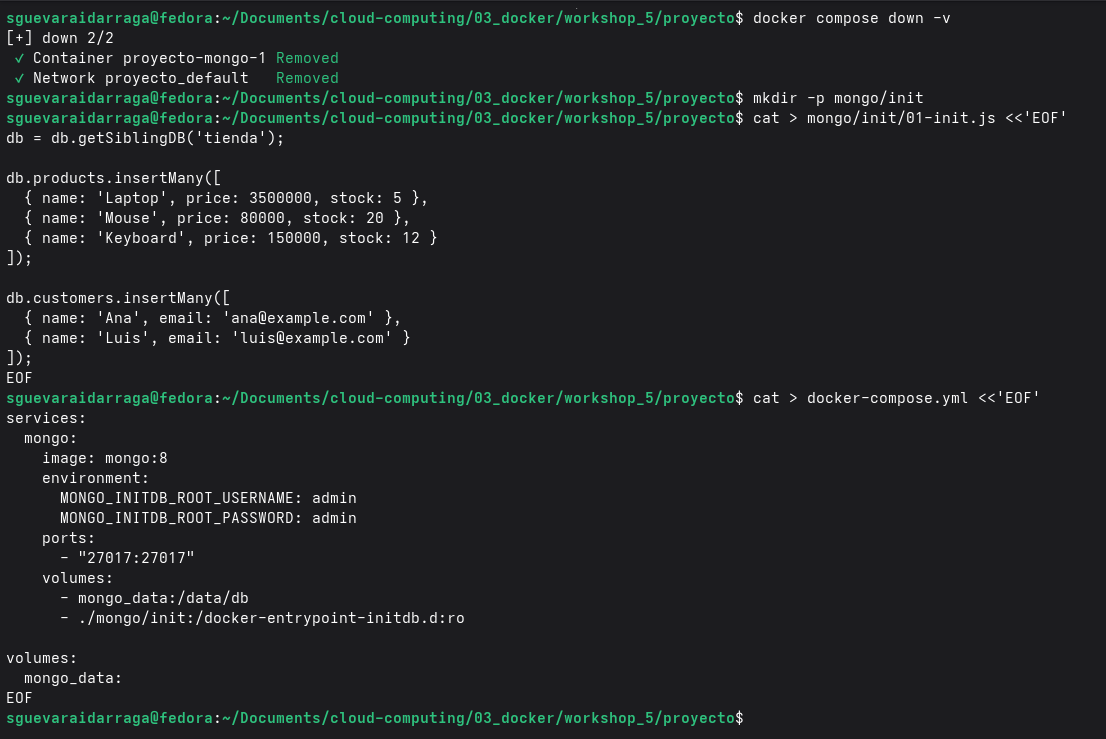 sguevaraidarraga@fedora:~/Documents/cloud-computing/03_docker/workshop_5/proyecto$ docker compose down -v
[+] down 2/2
 ✓ Container proyecto-mongo-1 Removed
 ✓ Network proyecto_default   Removed
sguevaraidarraga@fedora:~/Documents/cloud-computing/03_docker/workshop_5/proyecto$ mkdir -p mongo/init
sguevaraidarraga@fedora:~/Documents/cloud-computing/03_docker/workshop_5/proyecto$ cat > mongo/init/01-init.js <<'EOF'
db = db.getSiblingDB('tienda');

db.products.insertMany([
  { name: 'Laptop', price: 3500000, stock: 5 },
  { name: 'Mouse', price: 80000, stock: 20 },
  { name: 'Keyboard', price: 150000, stock: 12 }
]);

db.customers.insertMany([
  { name: 'Ana', email: 'ana@example.com' },
  { name: 'Luis', email: 'luis@example.com' }
]);
EOF
sguevaraidarraga@fedora:~/Documents/cloud-computing/03_docker/workshop_5/proyecto$ cat > docker-compose.yml <<'EOF'
services:
  mongo:
    image: mongo:8
    environment:
      MONGO_INITDB_ROOT_USERNAME: admin
      MONGO_INITDB_ROOT_PASSWORD: admin
    ports:
      - "27017:27017"
    volumes:
      - mongo_data:/data/db
      - ./mongo/init:/docker-entrypoint-initdb.d:ro

volumes:
  mongo_data:
EOF
sguevaraidarraga@fedora:~/Documents/cloud-computing/03_docker/workshop_5/proyecto$